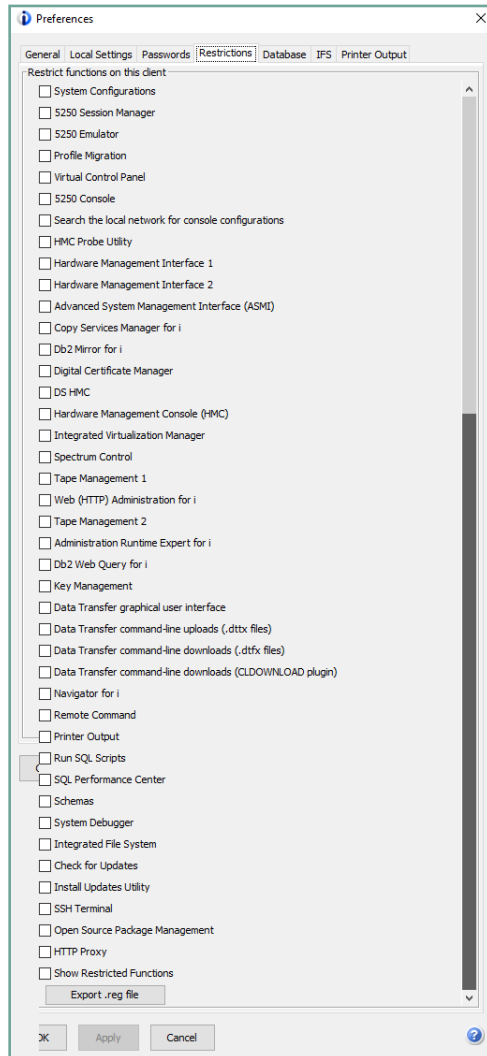 Preferences
General Local Settings Passwords Restrictions Database IFS Printer Output
Restrict functions on this client
System Configurations
5250 Session Manager
5250 Emulator
Profile Migration
Virtual Control Panel
5250 Console
Search the local network for console configurations
HMC Probe Utility
Hardware Management Interface 1
Hardware Management Interface 2
Advanced System Management Interface (ASMI)
Copy Services Manager for i
Db2 Mirror for i
Digital Certificate Manager
DS HMC
Hardware Management Console (HMC)
Integrated Virtualization Manager
Spectrum Control
Tape Management 1
Web (HTTP) Administration for i
Tape Management 2
Administration Runtime Expert for i
Db2 Web Query for i
Key Management
Data Transfer graphical user interface
Data Transfer command-line uploads (.dttx files)
Data Transfer command-line downloads (.dtfx files)
Data Transfer command-line downloads (CLDOWNLOAD plugin)
Navigator for i
Remote Command
Printer Output
Run SQL Scripts
SQL Performance Center
Schemas
System Debugger
Integrated File System
Check for Updates
Install Updates Utility
SSH Terminal
Open Source Package Management
HTTP Proxy
Show Restricted Functions
Export .reg file
OK Apply Cancel